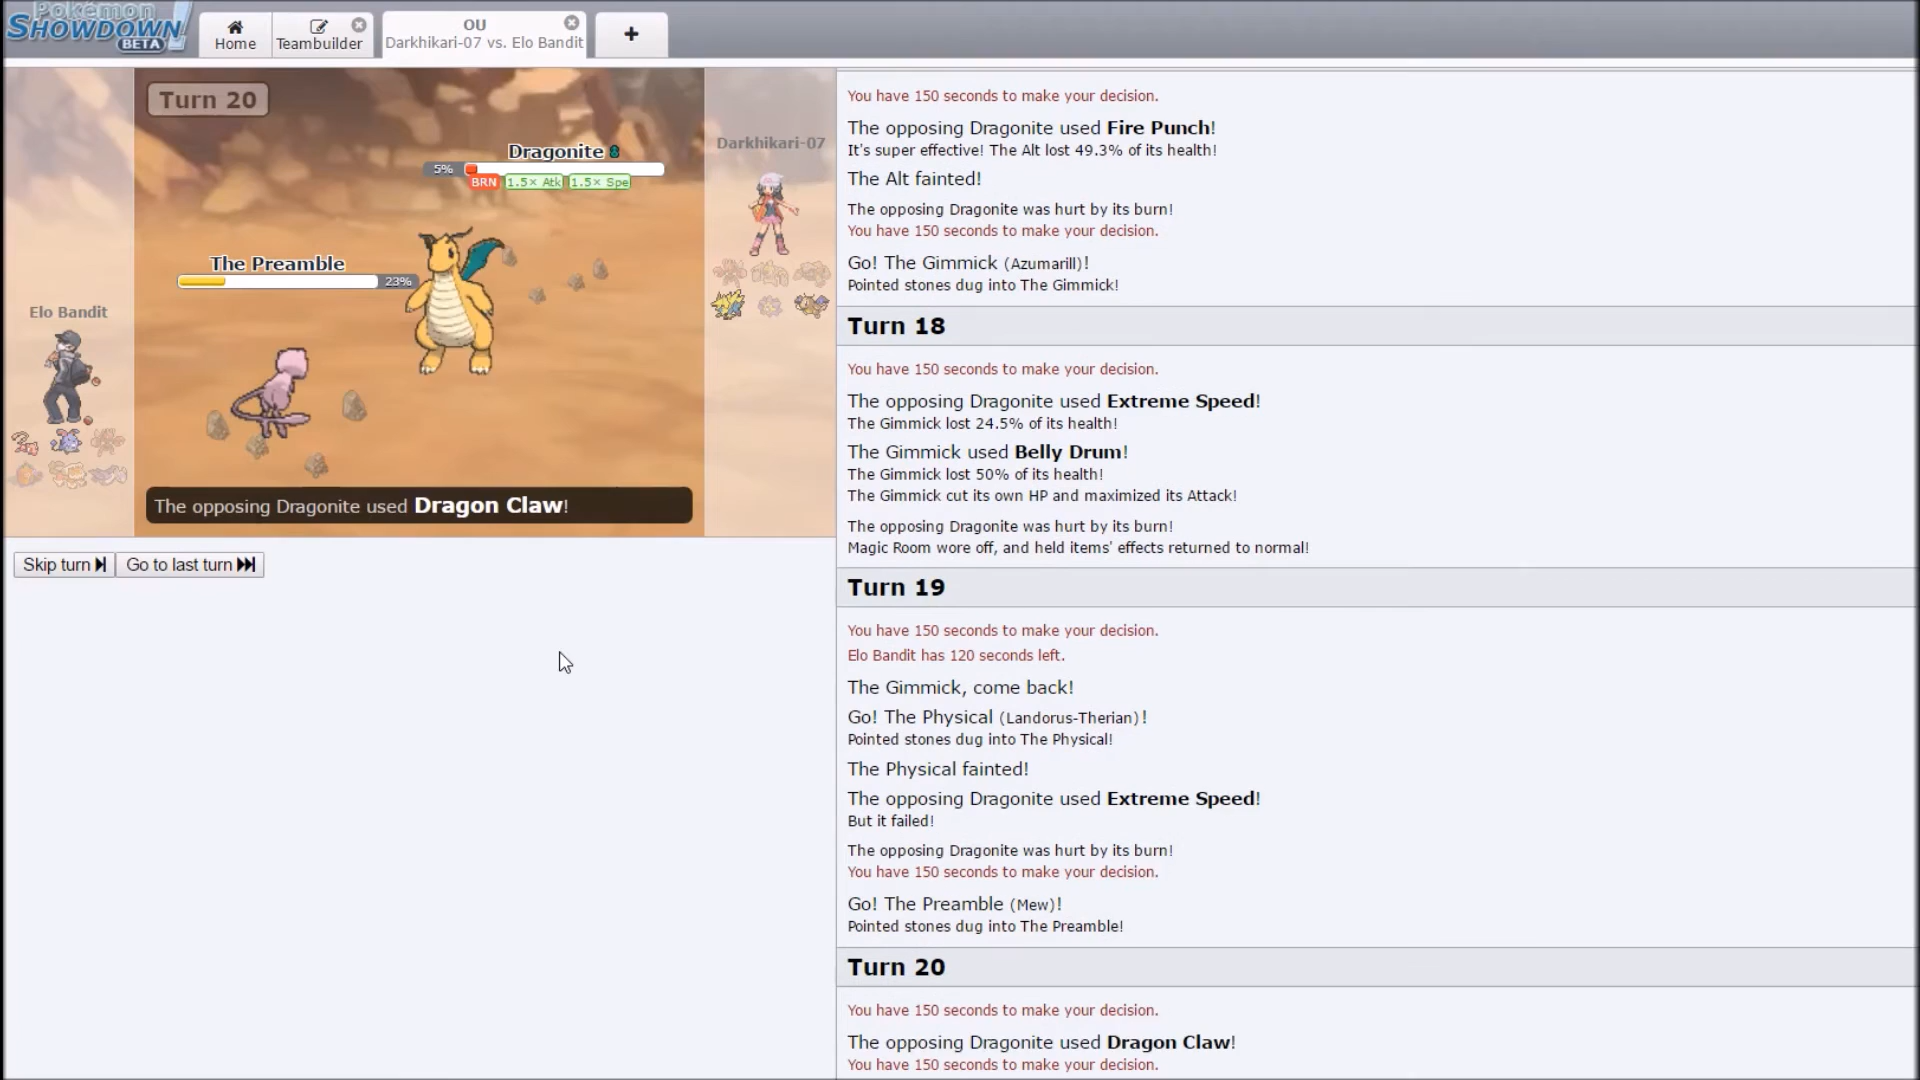 Pokémon
SHOWDOWN!
BETA
Home
Teambuilder
OU
Darkhikari-07 vs. Elo Bandit
+
Turn 20
Dragonite
5%
BRN 1.5× Atk 1.5× Spe
The Preamble
23%
Elo Bandit
Darkhikari-07
The opposing Dragonite used Dragon Claw!
Skip turn
Go to last turn
You have 150 seconds to make your decision.
The opposing Dragonite used Fire Punch!
It's super effective! The Alt lost 49.3% of its health!
The Alt fainted!
The opposing Dragonite was hurt by its burn!
You have 150 seconds to make your decision.
Go! The Gimmick (Azumarill)!
Pointed stones dug into The Gimmick!
Turn 18
You have 150 seconds to make your decision.
The opposing Dragonite used Extreme Speed!
The Gimmick lost 24.5% of its health!
The Gimmick used Belly Drum!
The Gimmick lost 50% of its health!
The Gimmick cut its own HP and maximized its Attack!
The opposing Dragonite was hurt by its burn!
Magic Room wore off, and held items' effects returned to normal!
Turn 19
You have 150 seconds to make your decision.
Elo Bandit has 120 seconds left.
The Gimmick, come back!
Go! The Physical (Landorus-Therian)!
Pointed stones dug into The Physical!
The Physical fainted!
The opposing Dragonite used Extreme Speed!
But it failed!
The opposing Dragonite was hurt by its burn!
You have 150 seconds to make your decision.
Go! The Preamble (Mew)!
Pointed stones dug into The Preamble!
Turn 20
You have 150 seconds to make your decision.
The opposing Dragonite used Dragon Claw!
You have 150 seconds to make your decision.